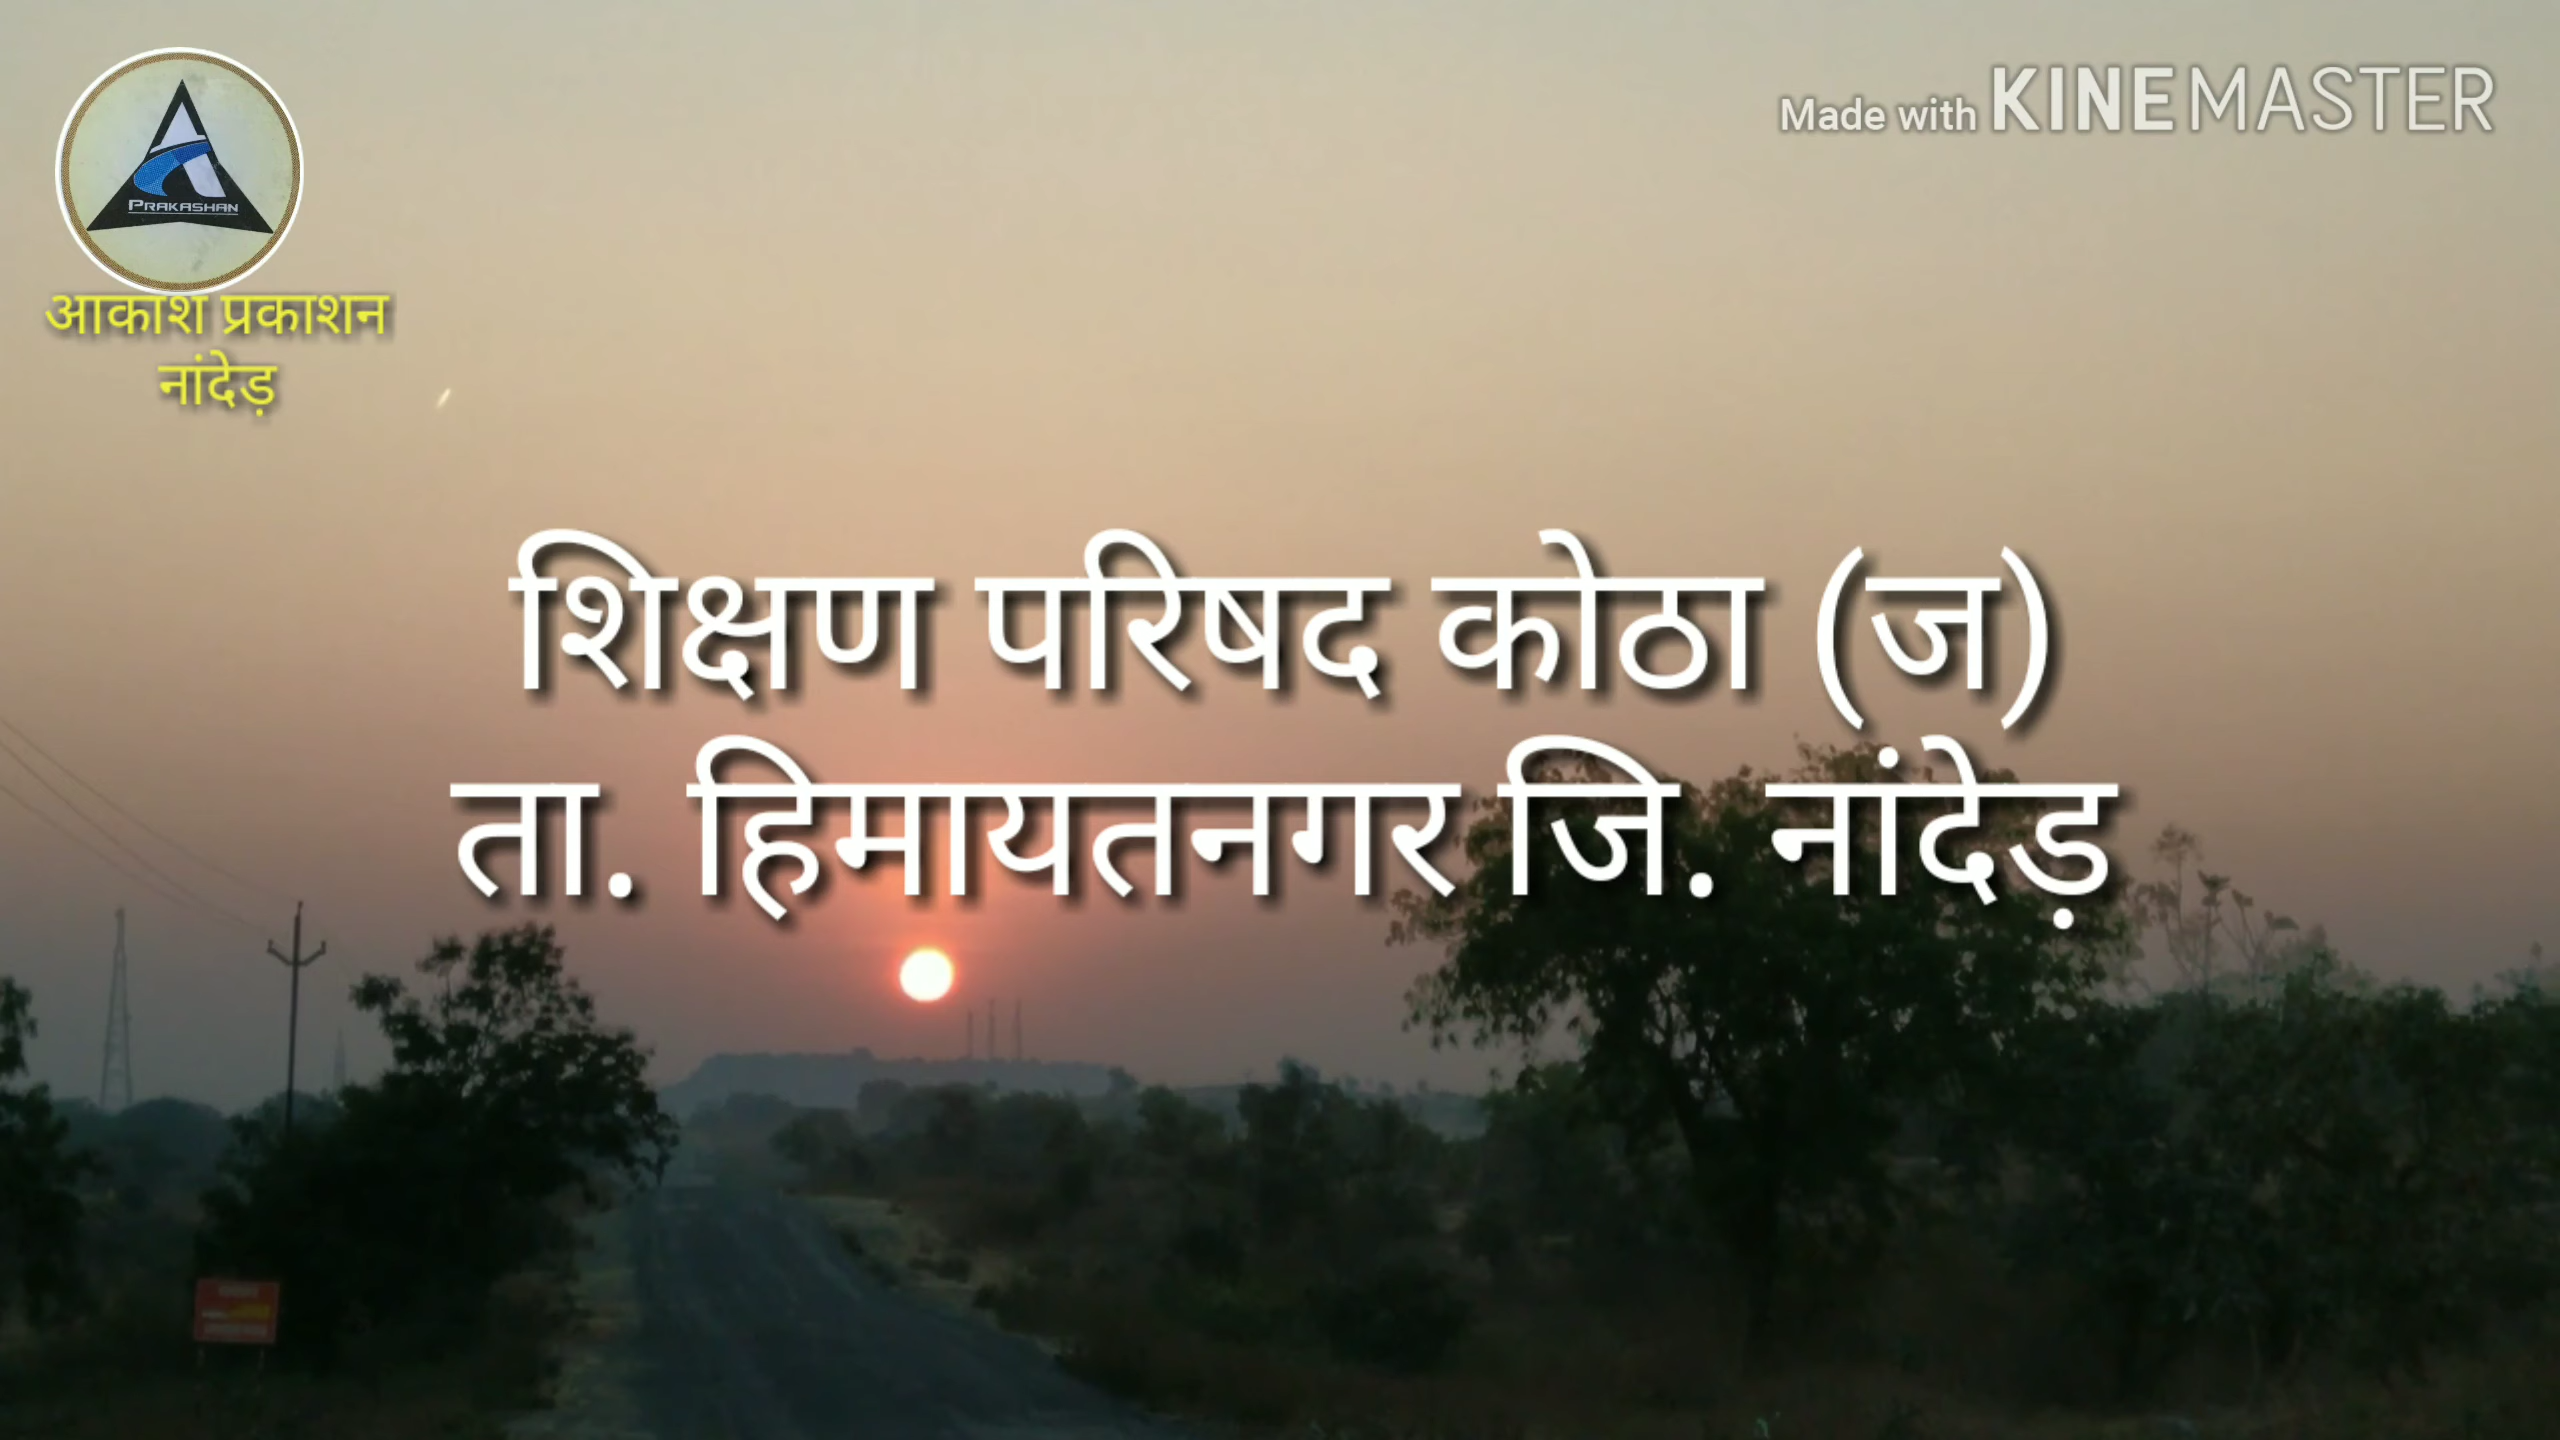 PRAKASHAN
आकाश प्रकाशन
नांदेड़
Made with KINEMASTER
शिक्षण परिषद कोठा (ज)
ता. हिमायतनगर जि. नांदेड़